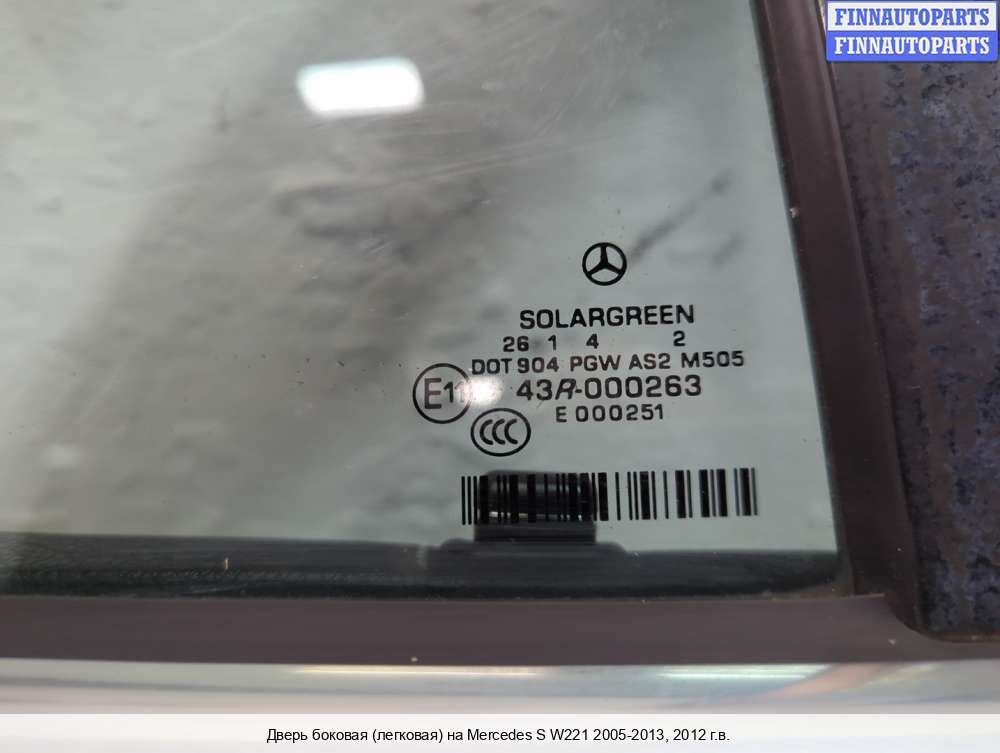 FINNAUTOPARTS
FINNAUTOPARTS
SOLARGREEN
26 1 4 2
DOT 904 PGW AS2 M505
E11 43R-000263
E 000251
CCC
Дверь боковая (легковая) на Mercedes S W221 2005-2013, 2012 г.в.